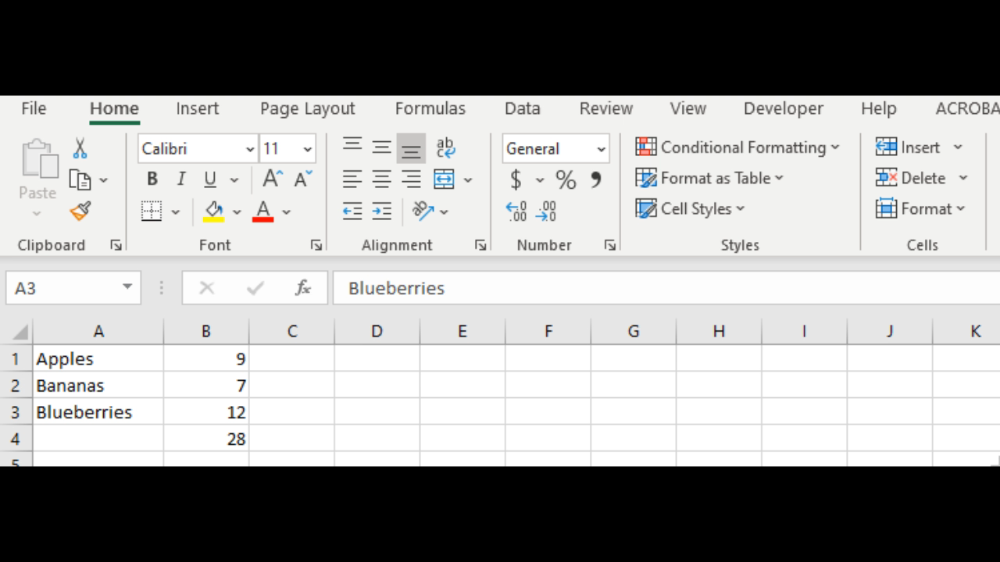 File Home Insert Page Layout Formulas Data Review View Developer Help ACROBA
Calibri 11 ab General Conditional Formatting Insert
Paste B I U A A c $ % Format as Table Delete
A .00 .00 Cell Styles Format
Clipboard Font Alignment Number Styles Cells
A3 fx Blueberries
A B C D E F G H I J K
1 Apples 9
2 Bananas 7
3 Blueberries 12
4 28
5